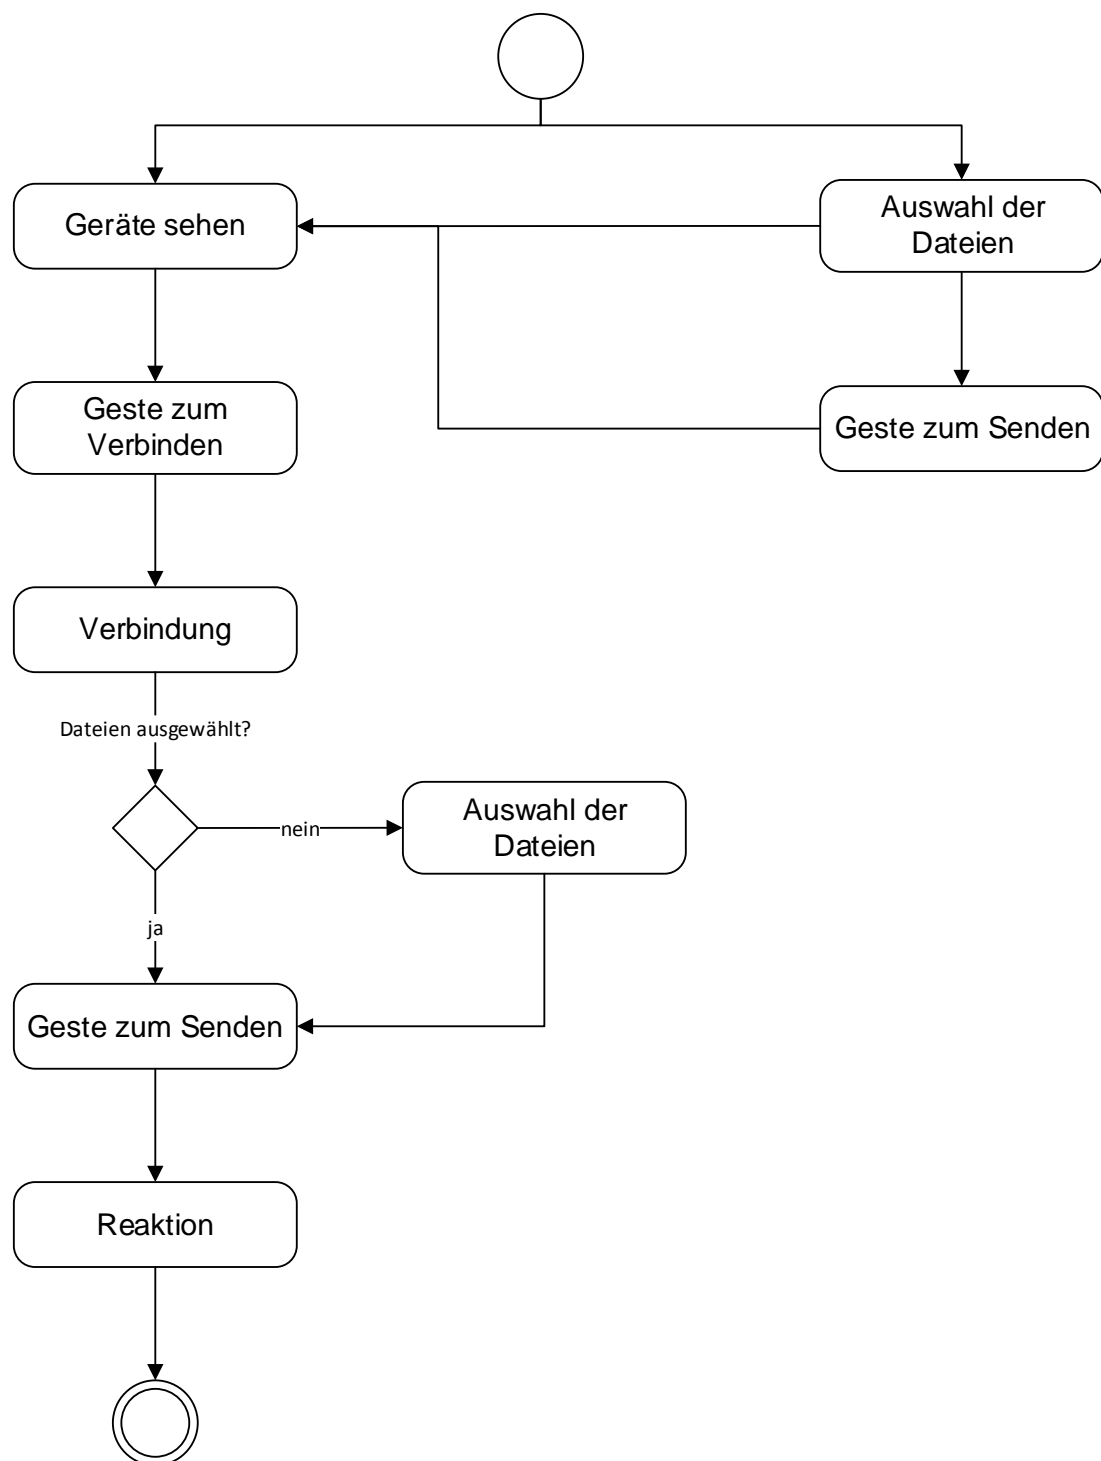 Geräte sehen
Auswahl der
Dateien
Geste zum
Verbinden
Geste zum Senden
Verbindung
Dateien ausgewählt?
nein
Auswahl der
Dateien
ja
Geste zum Senden
Reaktion